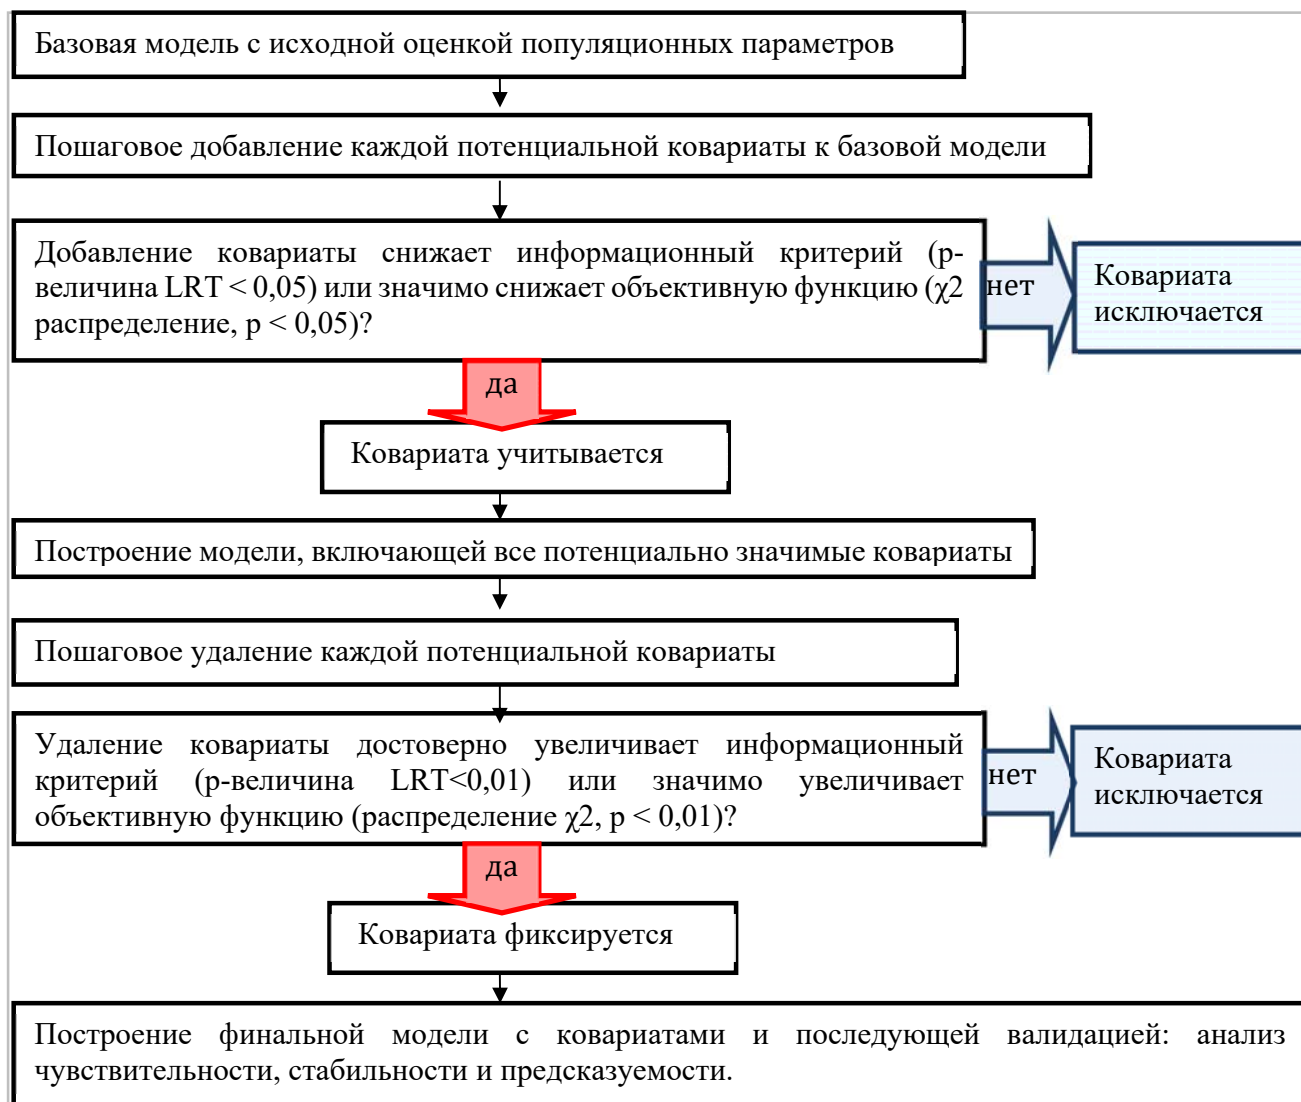 Базовая модель с исходной оценкой популяционных параметров
Пошаговое добавление каждой потенциальной ковариаты к базовой модели
Добавление ковариаты снижает информационный критерий (p-
величина LRT < 0,05) или значимо снижает объективную функцию (χ2
распределение, p < 0,05)?
нет
Ковариата
исключается
да
Ковариата учитывается
Построение модели, включающей все потенциально значимые ковариаты
Пошаговое удаление каждой потенциальной ковариаты
Удаление ковариаты достоверно увеличивает информационный
критерий (p-величина LRT<0,01) или значимо увеличивает
объективную функцию (распределение χ2, p < 0,01)?
нет
Ковариата
исключается
да
Ковариата фиксируется
Построение финальной модели с ковариатами и последующей валидацией: анализ
чувствительности, стабильности и предсказуемости.